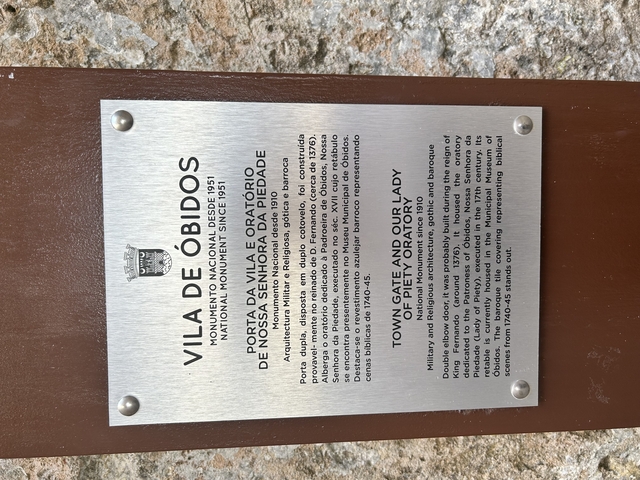 VILA DE ÓBIDOS
MONUMENTO NACIONAL DESDE 1951
NATIONAL MONUMENT SINCE 1951
PORTA DA VILA E ORATÓRIO
DE NOSSA SENHORA DA PIEDADE
Monumento Nacional desde 1910
Arquitectura Militar e Religiosa, gótica e barroca
Porta dupla, disposta em duplo cotovelo, foi construída
provavel- mente no reinado de D. Fernando (cerca de 1376).
Alberga o oratório dedicado à Padroeira de Óbidos, Nossa
Senhora da Piedade, executado no séc. XVII cujo retábulo
se encontra presentemente no Museu Municipal de Óbidos.
Destaca-se o revestimento azulejar barroco representando
cenas bíblicas de 1740-45.
TOWN GATE AND OUR LADY
OF PIETY ORATORY
National Monument since 1910
Military and Religious architecture, gothic and baroque
Double elbow door, it was probably built during the reign of
King Fernando (around 1376). It housed the oratory
dedicated to the Patroness of Óbidos, Nossa Senhora da
Piedade (Lady of Piety), executed in the 17th century. Its
retable is currently housed in the Municipal Museum of
Óbidos. The baroque tile covering representing biblical
scenes from 1740-45 stands out.